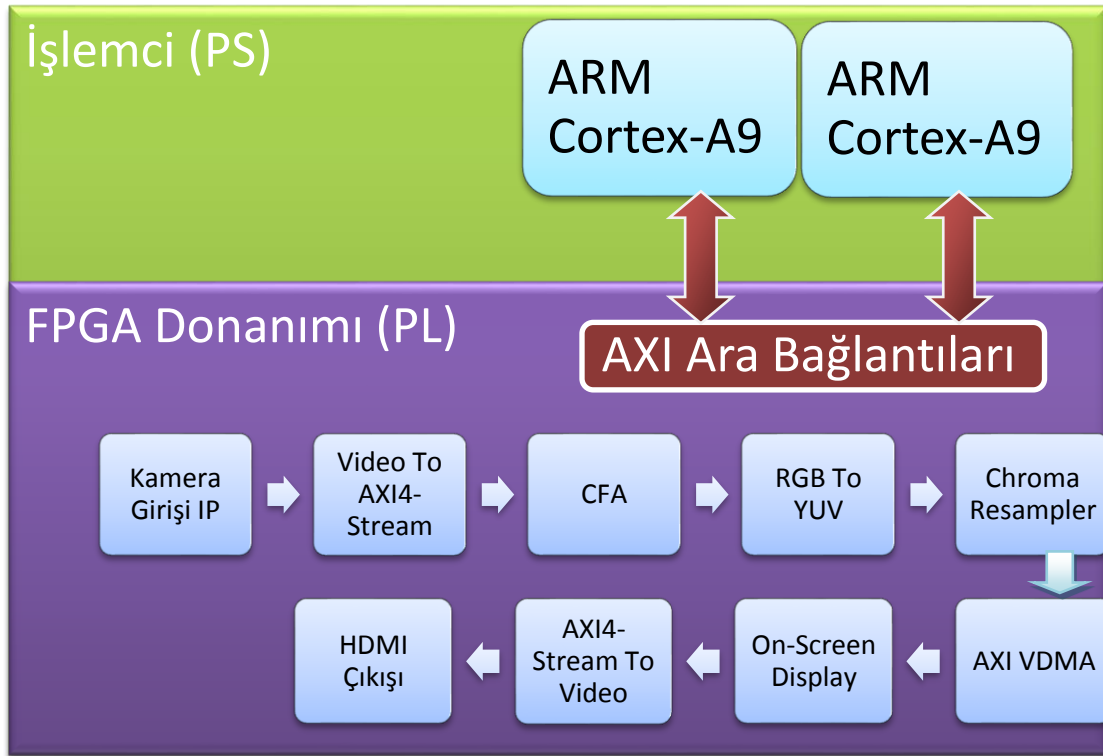 İşlemci (PS)
ARM
Cortex-A9
ARM
Cortex-A9
FPGA Donanımı (PL)
AXI Ara Bağlantıları
Kamera
Girişi IP
Video To
AXI4-
Stream
CFA
RGB To
YUV
Chroma
Resampler
HDMI
Çıkışı
AXI4-
Stream To
Video
On-Screen
Display
AXI VDMA